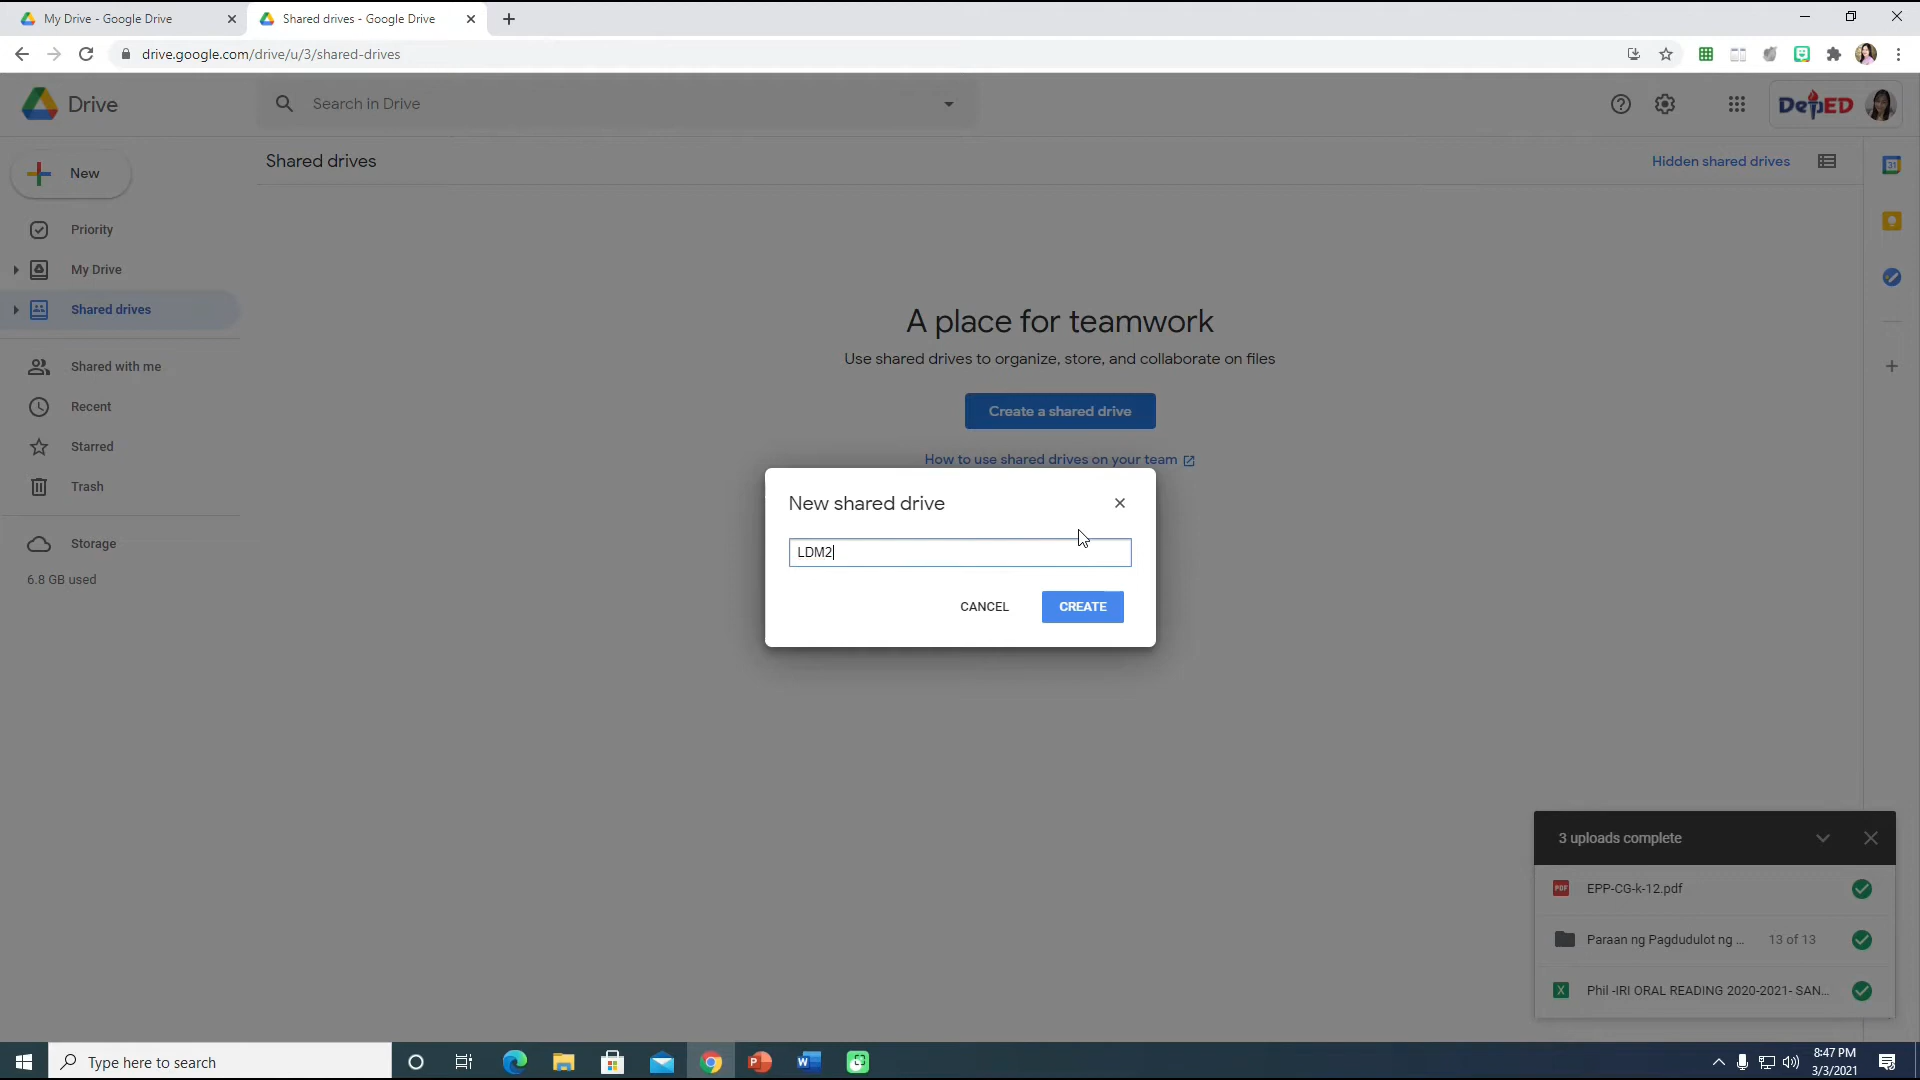 My Drive - Google Drive
Shared drives - Google Drive
drive.google.com/drive/u/3/shared-drives
Drive
Search in Drive
DepED
New
Shared drives
Hidden shared drives
31
Priority
My Drive
Shared drives
Shared with me
Recent
Starred
Trash
Storage
6.8 GB used
A place for teamwork
Use shared drives to organize, store, and collaborate on files
Create a shared drive
How to use shared drives on your team
New shared drive
LDM2
CANCEL
CREATE
3 uploads complete
PDF
EPP-CG-k-12.pdf
Paraan ng Pagdudulot ng ...
13 of 13
X
Phil -IRI ORAL READING 2020-2021- SAN...
Type here to search
8:47 PM
3/3/2021